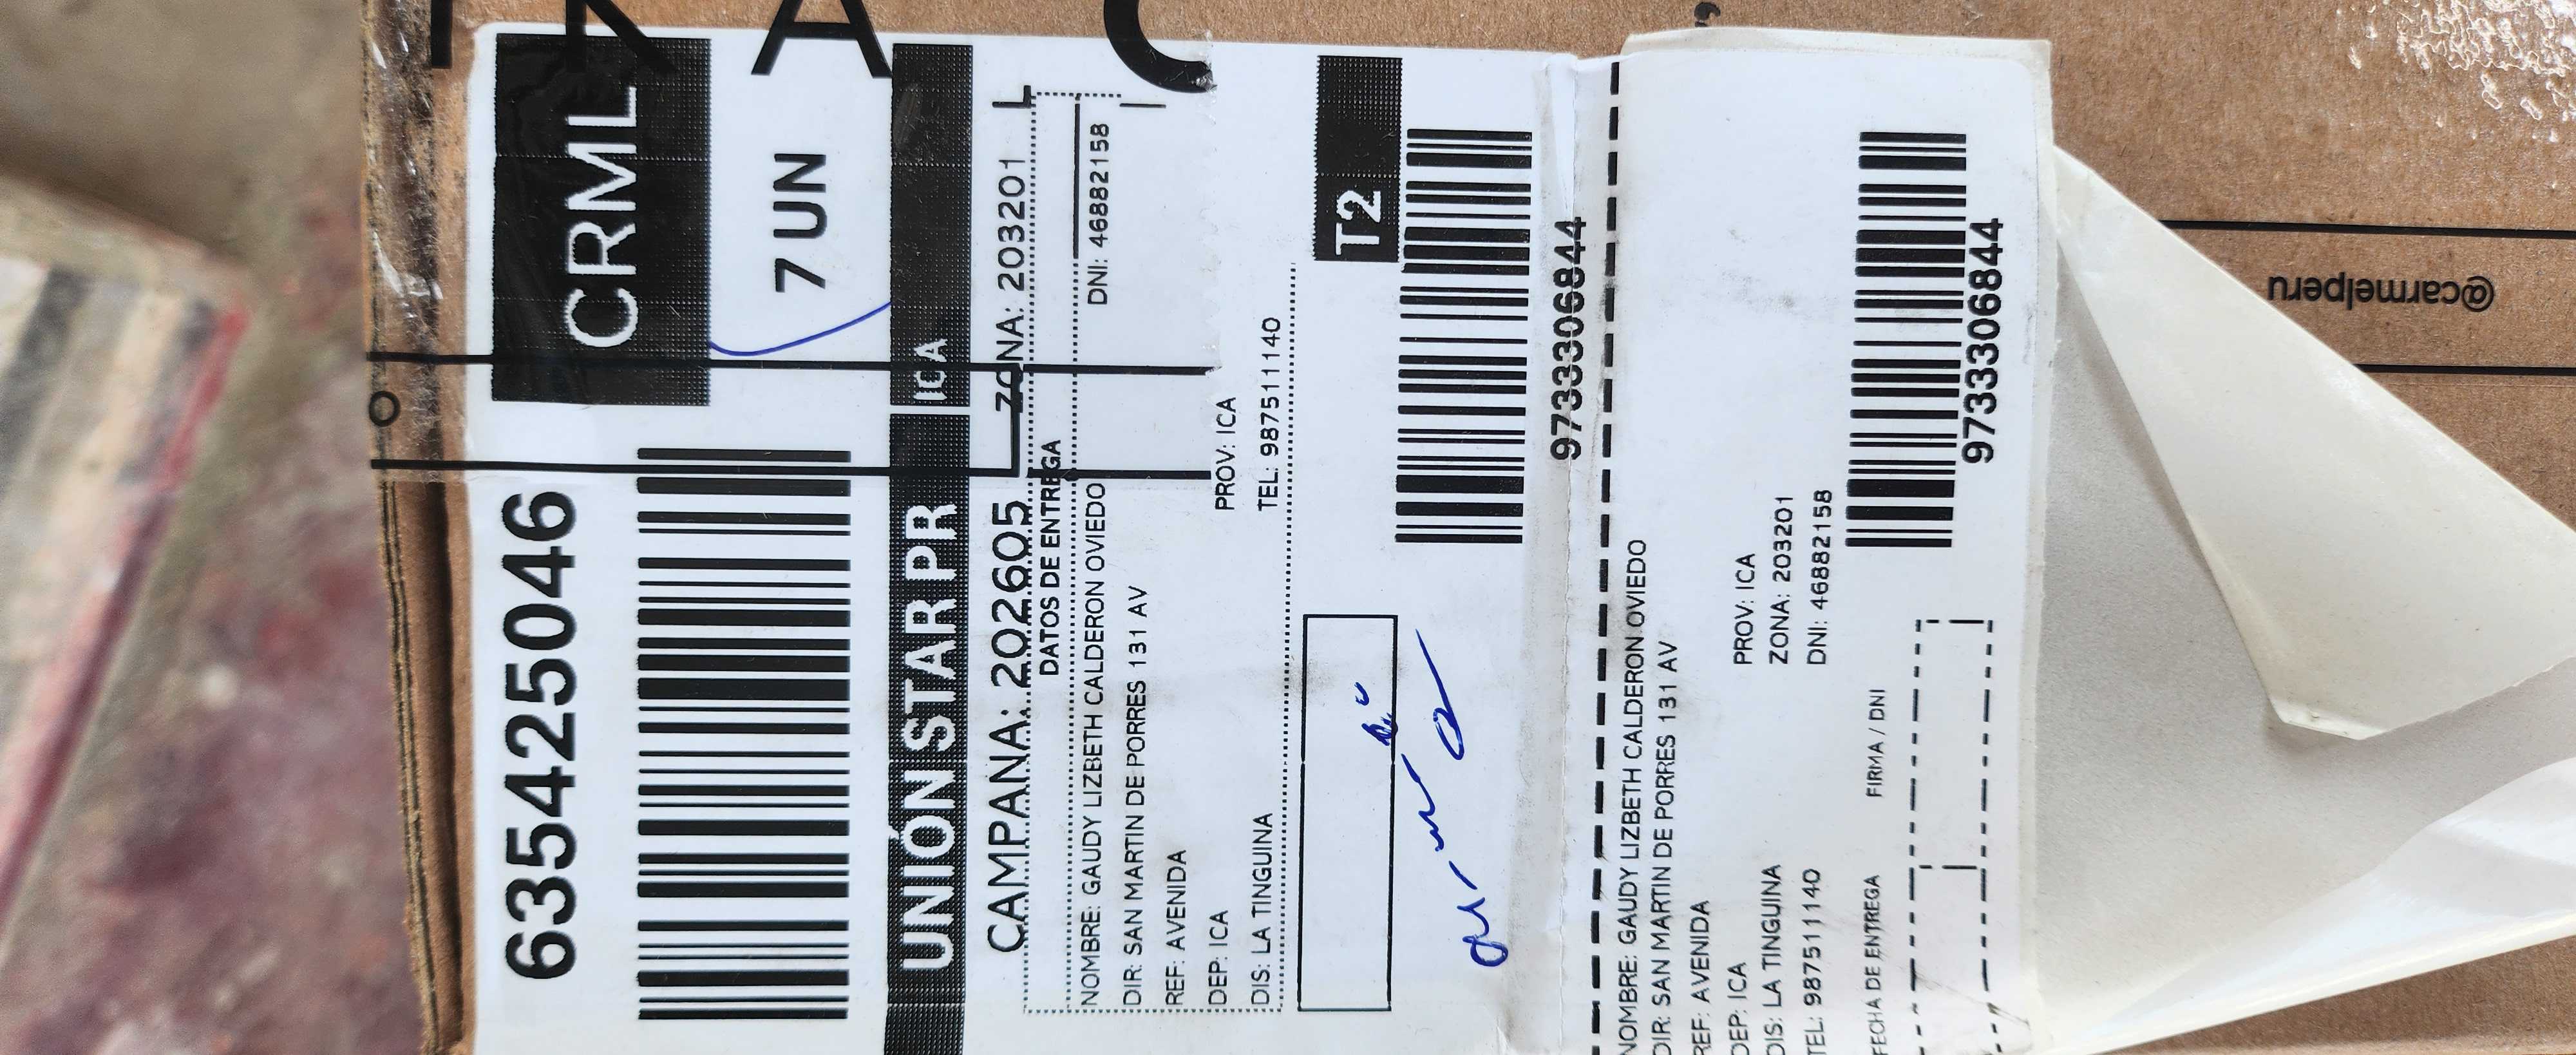 6354425046
CRML
7 UN
UNIÓN STAR PR
ICA
CAMPAÑA: 202605
ZONA: 203201
DATOS DE ENTREGA
NOMBRE: GAUDY LIZBETH CALDERON OVIEDO
DNI: 46882158
DIR: SAN MARTIN DE PORRES 131 AV
REF: AVENIDA
DEP: ICA
PROV: ICA
DIS: LA TINGUINA
TEL: 987511140
T2
9733306844
NOMBRE: GAUDY LIZBETH CALDERON OVIEDO
DIR: SAN MARTIN DE PORRES 131 AV
REF: AVENIDA
DEP: ICA
PROV: ICA
DIS: LA TINGUINA
ZONA: 203201
TEL: 987511140
DNI: 46882158
FECHA DE ENTREGA
FIRMA / DNI
9733306844
@carmelperu